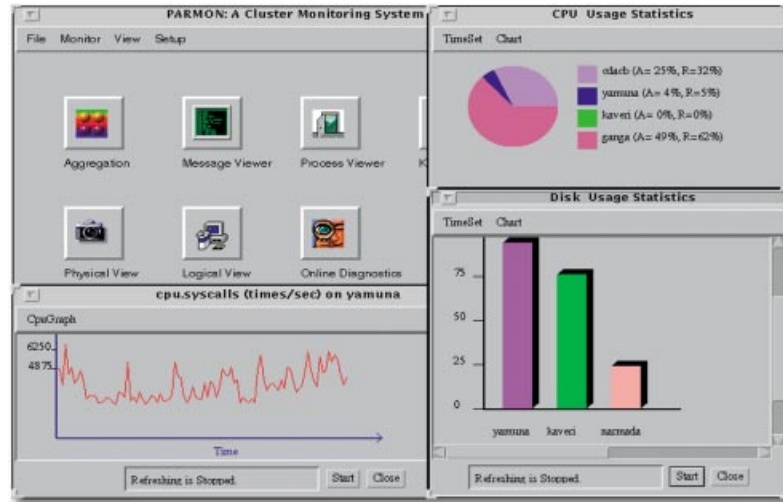 PARMON: A Cluster Monitoring System
File Monitor View Setup
Aggregation
Message Viewer
Process Viewer
K
Physical View
Logical View
Online Diagnostics
cpu.syscalls (times/sec) on yamuna
CpuGraph
6250
4875
Time
Refreshing is Stopped.
Start
Close
CPU Usage Statistics
TimeSet Chart
cdacb (A= 25%, R=32%)
yamuna (A= 4%, R=5%)
kaveri (A= 0%, R=0%)
ganga (A= 49%, R=62%)
Disk Usage Statistics
TimeSet Chart
75
50
25
0
yamuna kaveri narmada
Refreshing is Stopped.
Start
Close